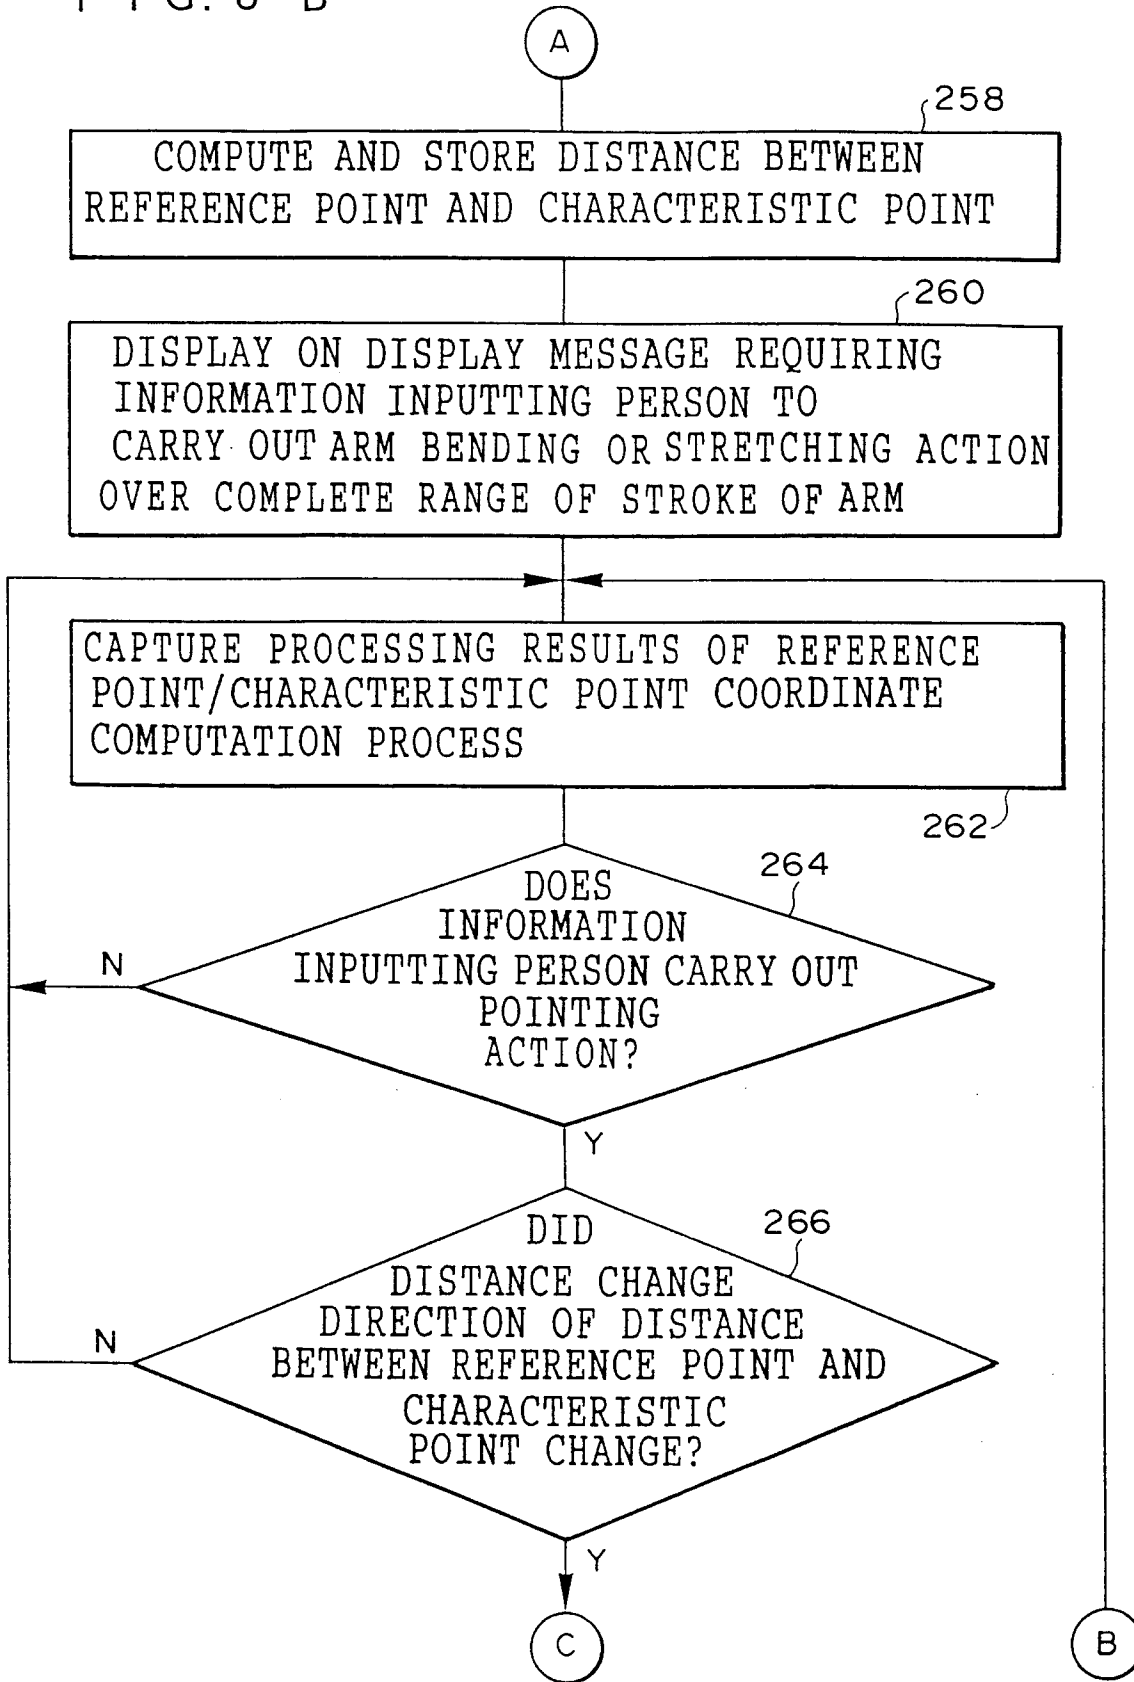 A
258
COMPUTE AND STORE DISTANCE BETWEEN
REFERENCE POINT AND CHARACTERISTIC POINT
260
DISPLAY ON DISPLAY MESSAGE REQUIRING
INFORMATION INPUTTING PERSON TO
CARRY OUT ARM BENDING OR STRETCHING ACTION
OVER COMPLETE RANGE OF STROKE OF ARM
CAPTURE PROCESSING RESULTS OF REFERENCE
POINT/CHARACTERISTIC POINT COORDINATE
COMPUTATION PROCESS
262
264
DOES
INFORMATION
INPUTTING PERSON CARRY OUT
POINTING
ACTION?
N
Y
266
DID
DISTANCE CHANGE
DIRECTION OF DISTANCE
BETWEEN REFERENCE POINT AND
CHARACTERISTIC
POINT CHANGE?
N
Y
C
B